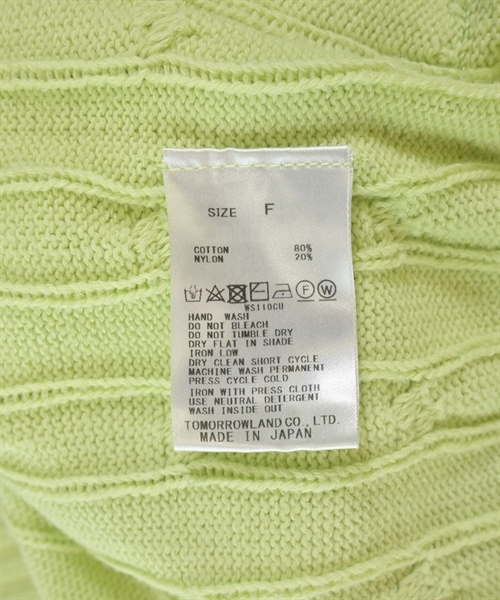 SIZE F
COTTON 80%
NYLON 20%
F W
WS110CU
HAND WASH
DO NOT BLEACH
DO NOT TUMBLE DRY
DRY FLAT IN SHADE
IRON LOW
DRY CLEAN SHORT CYCLE
MACHINE WASH PERMANENT
PRESS CYCLE COLD
IRON WITH PRESS CLOTH
USE NEUTRAL DETERGENT
WASH INSIDE OUT
TOMORROWLAND CO., LTD.
MADE IN JAPAN